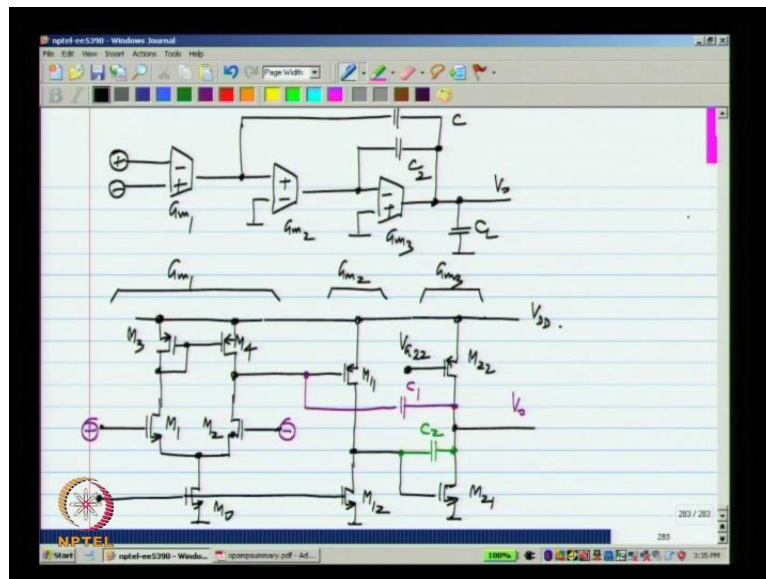 nptel-ee5390 - Windows Journal
File Edit View Insert Actions Tools Help
Page Width
B I
C
C2
+
-
-
+
Gm1
+
-
Gm2
-
+
Gm3
Vo
CL
Gm1
Gm2
Gm3
VDD.
M3
M4
M11
M22
C1
Vo
+
M1
M2
-
C2
M0
M12
M21
NPTEL
283 / 283
283
Start
nptel-ee5390 - Windo...
opampsummary.pdf - Ad...
100%
3:35 PM